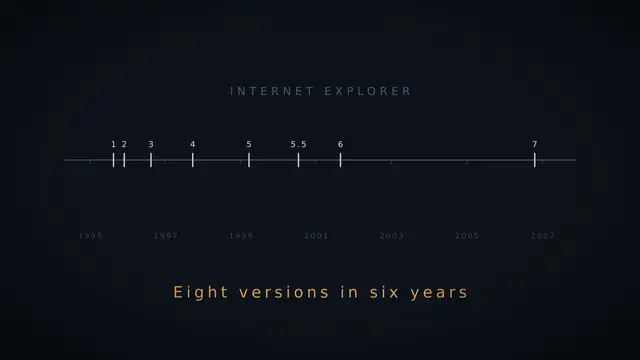 INTERNET EXPLORER
1 2 3 4 5 5.5 6 7
1995 1997 1999 2001 2003 2005 2007
Eight versions in six years